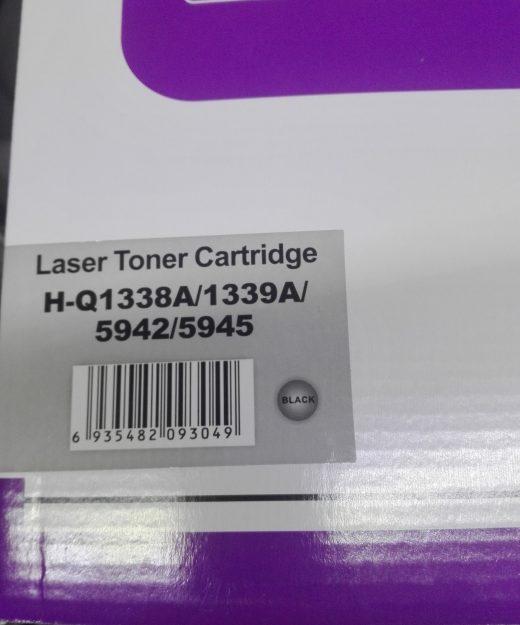 Laser Toner Cartridge
H-Q1338A/1339A/
5942/5945
BLACK
6 935482 093049